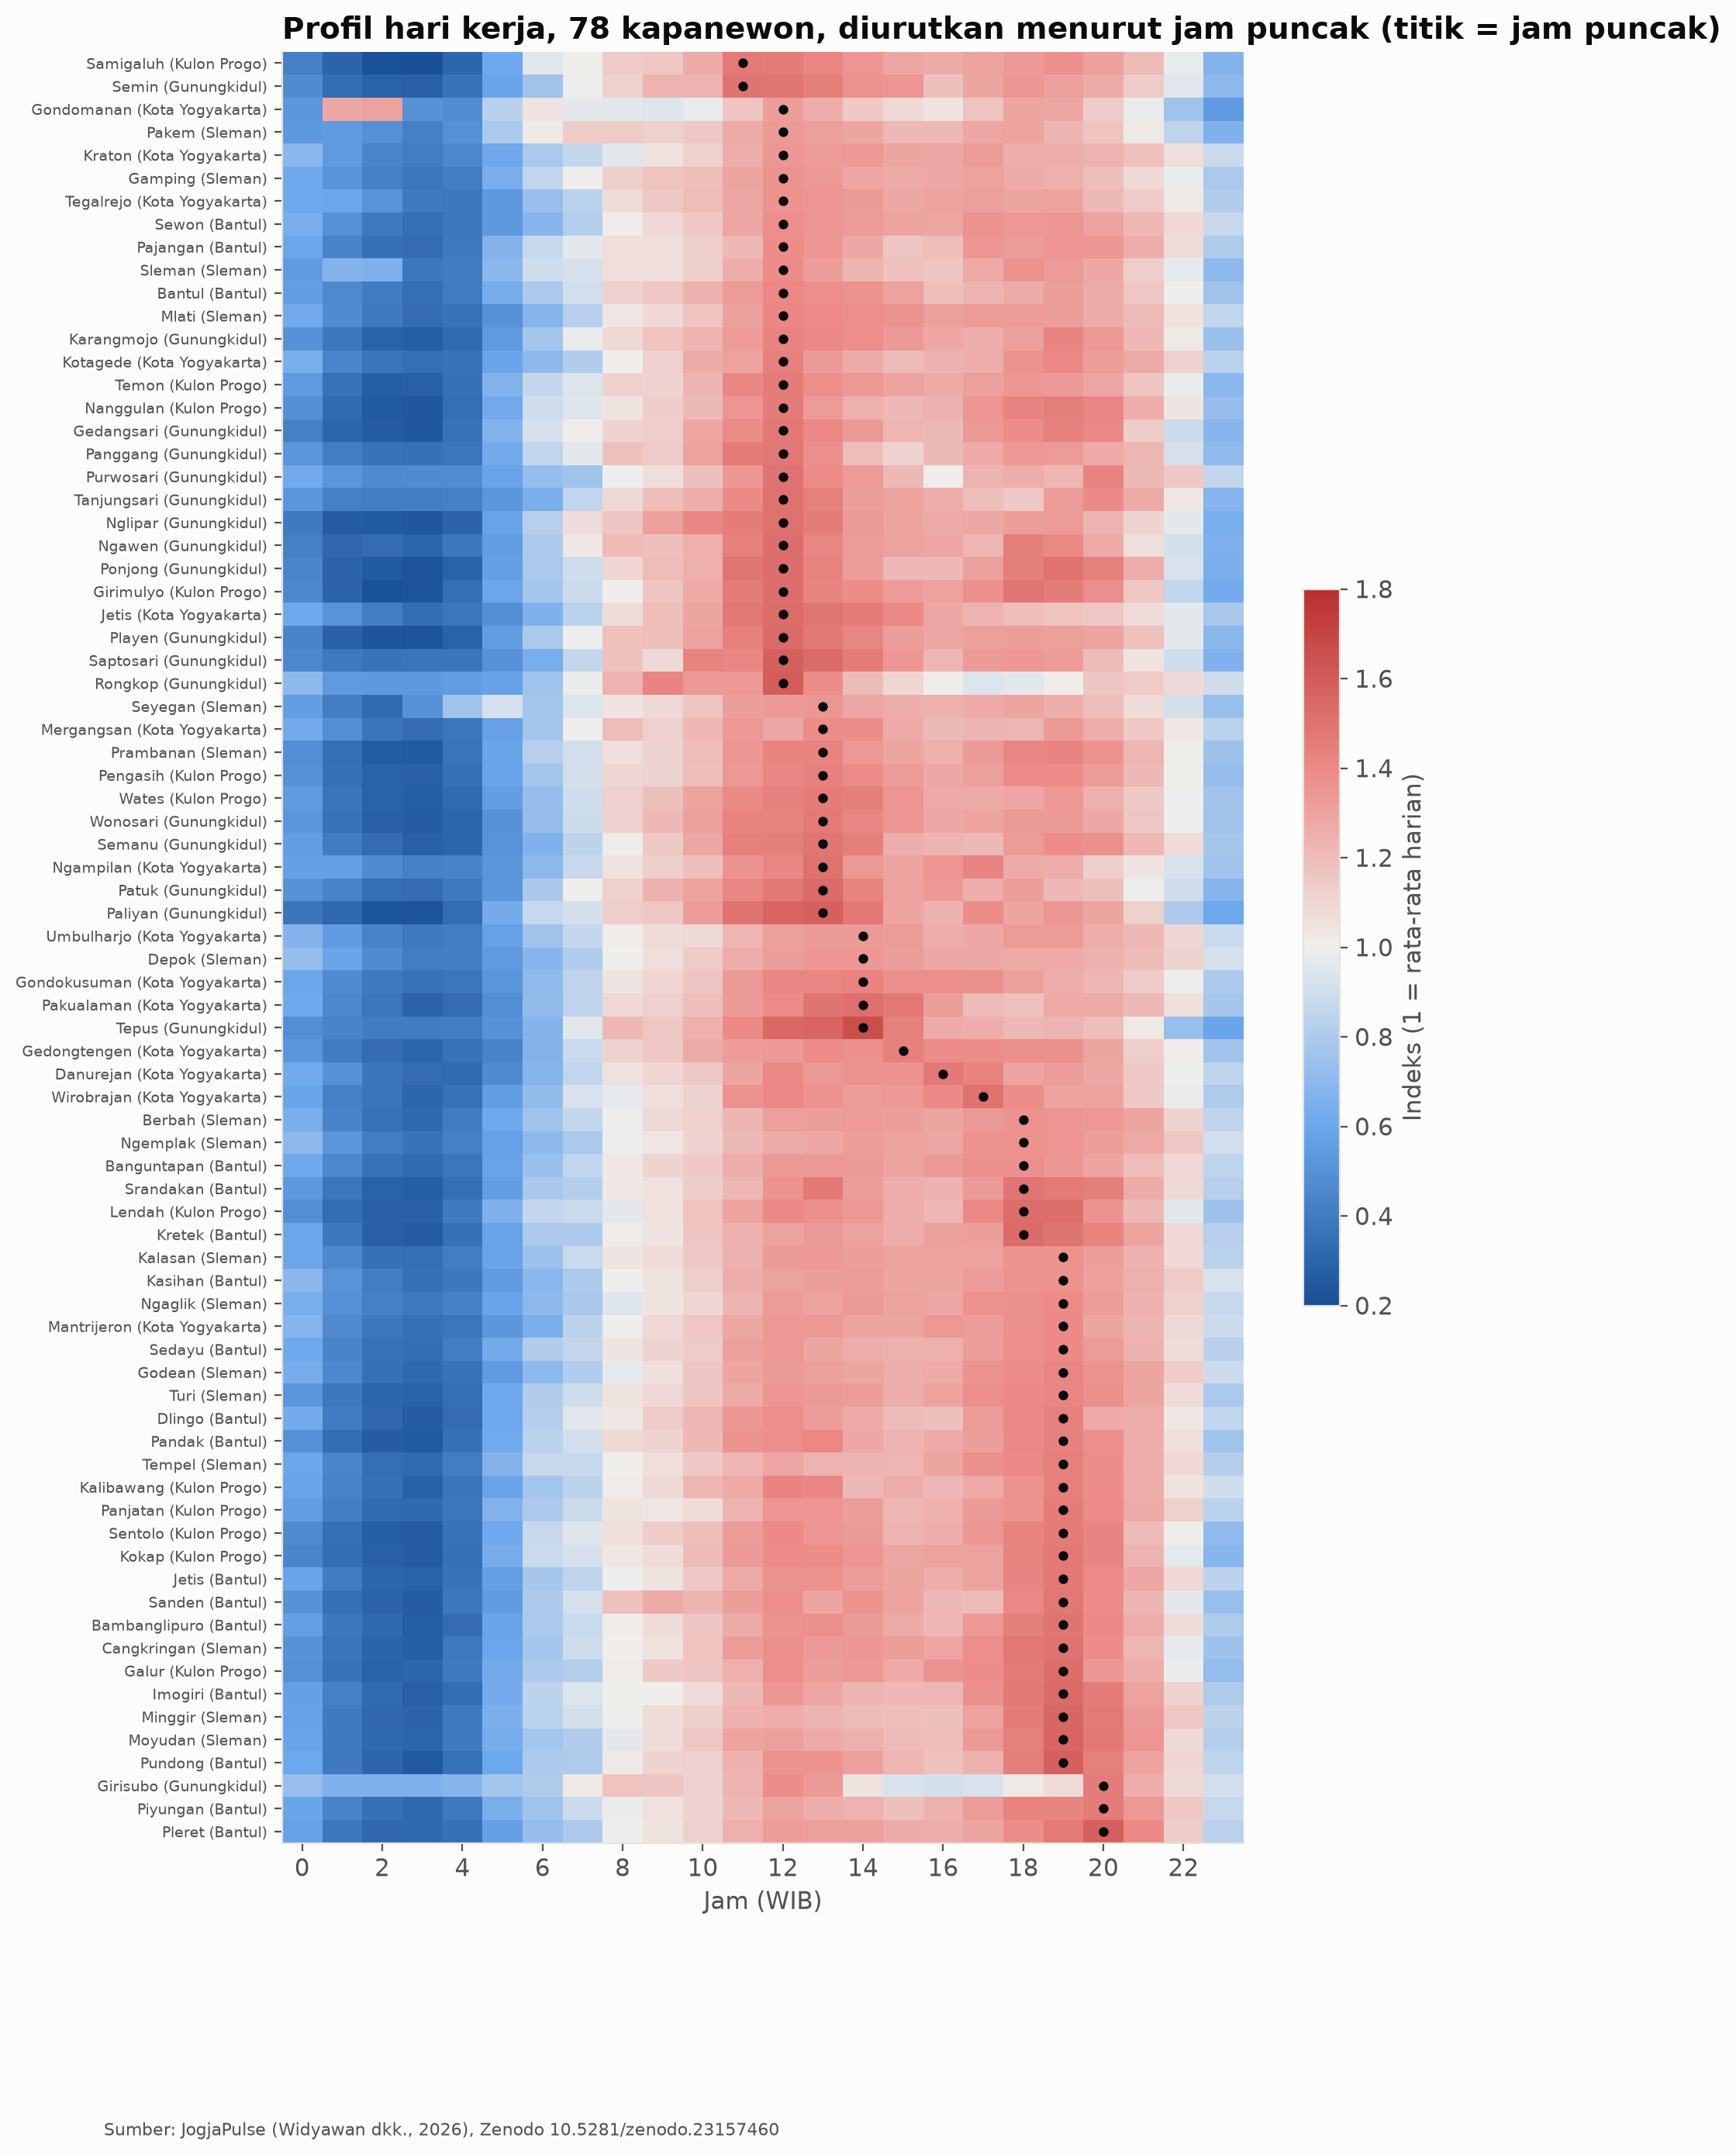 Profil hari kerja, 78 kapanewon, diurutkan menurut jam puncak (titik = jam puncak)
Samigaluh (Kulon Progo)
Semin (Gunungkidul)
Gondomanan (Kota Yogyakarta)
Pakem (Sleman)
Kraton (Kota Yogyakarta)
Gamping (Sleman)
Tegalrejo (Kota Yogyakarta)
Sewon (Bantul)
Pajangan (Bantul)
Sleman (Sleman)
Bantul (Bantul)
Mlati (Sleman)
Karangmojo (Gunungkidul)
Kotagede (Kota Yogyakarta)
Temon (Kulon Progo)
Nanggulan (Kulon Progo)
Gedangsari (Gunungkidul)
Panggang (Gunungkidul)
Purwosari (Gunungkidul)
Tanjungsari (Gunungkidul)
Nglipar (Gunungkidul)
Ngawen (Gunungkidul)
Ponjong (Gunungkidul)
Girimulyo (Kulon Progo)
Jetis (Kota Yogyakarta)
Playen (Gunungkidul)
Saptosari (Gunungkidul)
Rongkop (Gunungkidul)
Seyegan (Sleman)
Mergangsan (Kota Yogyakarta)
Prambanan (Sleman)
Pengasih (Kulon Progo)
Wates (Kulon Progo)
Wonosari (Gunungkidul)
Semanu (Gunungkidul)
Ngampilan (Kota Yogyakarta)
Patuk (Gunungkidul)
Paliyan (Gunungkidul)
Umbulharjo (Kota Yogyakarta)
Depok (Sleman)
Gondokusuman (Kota Yogyakarta)
Pakualaman (Kota Yogyakarta)
Tepus (Gunungkidul)
Gedongtengen (Kota Yogyakarta)
Danurejan (Kota Yogyakarta)
Wirobrajan (Kota Yogyakarta)
Berbah (Sleman)
Ngemplak (Sleman)
Banguntapan (Bantul)
Srandakan (Bantul)
Lendah (Kulon Progo)
Kretek (Bantul)
Kalasan (Sleman)
Kasihan (Bantul)
Ngaglik (Sleman)
Mantrijeron (Kota Yogyakarta)
Sedayu (Bantul)
Godean (Sleman)
Turi (Sleman)
Dlingo (Bantul)
Pandak (Bantul)
Tempel (Sleman)
Kalibawang (Kulon Progo)
Panjatan (Kulon Progo)
Sentolo (Kulon Progo)
Kokap (Kulon Progo)
Jetis (Bantul)
Sanden (Bantul)
Bambanglipuro (Bantul)
Cangkringan (Sleman)
Galur (Kulon Progo)
Imogiri (Bantul)
Minggir (Sleman)
Moyudan (Sleman)
Pundong (Bantul)
Girisubo (Gunungkidul)
Piyungan (Bantul)
Pleret (Bantul)
0 2 4 6 8 10 12 14 16 18 20 22
Jam (WIB)
1.8
1.6
1.4
1.2
1.0
0.8
0.6
0.4
0.2
Indeks (1 = rata-rata harian)
Sumber: JogjaPulse (Widyawan dkk., 2026), Zenodo 10.5281/zenodo.23157460